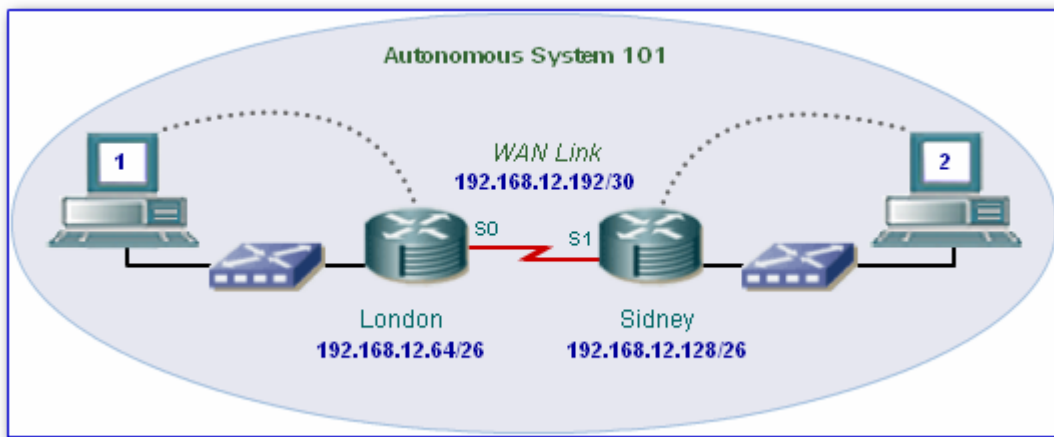 Autonomous System 101
1
WAN Link
192.168.12.192/30
2
S0
S1
London
192.168.12.64/26
Sidney
192.168.12.128/26